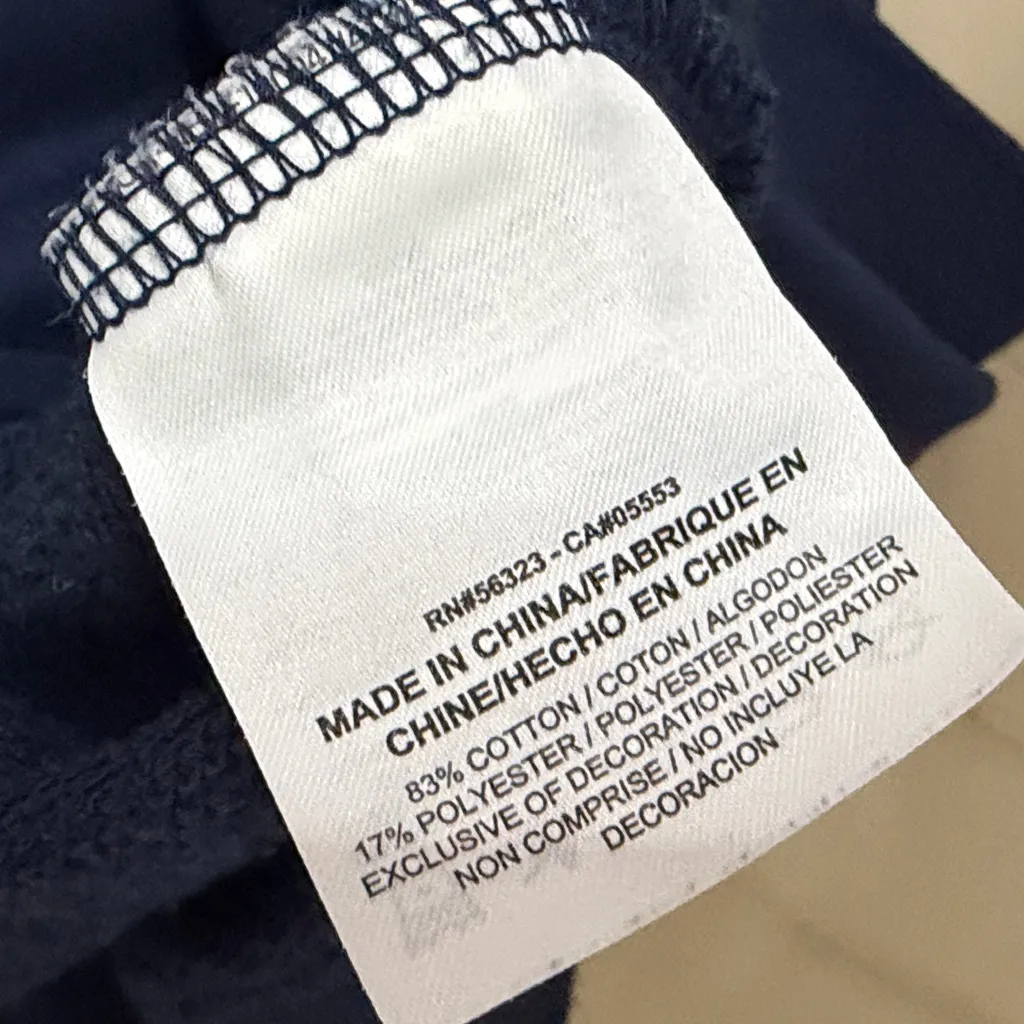 RN#56323 - CA#05553
MADE IN CHINA/FABRIQUE EN
CHINE/HECHO EN CHINA
83% COTTON / COTON / ALGODON
17% POLYESTER / POLYESTER / POLIESTER
EXCLUSIVE OF DECORATION / DECORATION
NON COMPRISE / NO INCLUYE LA
DECORACION